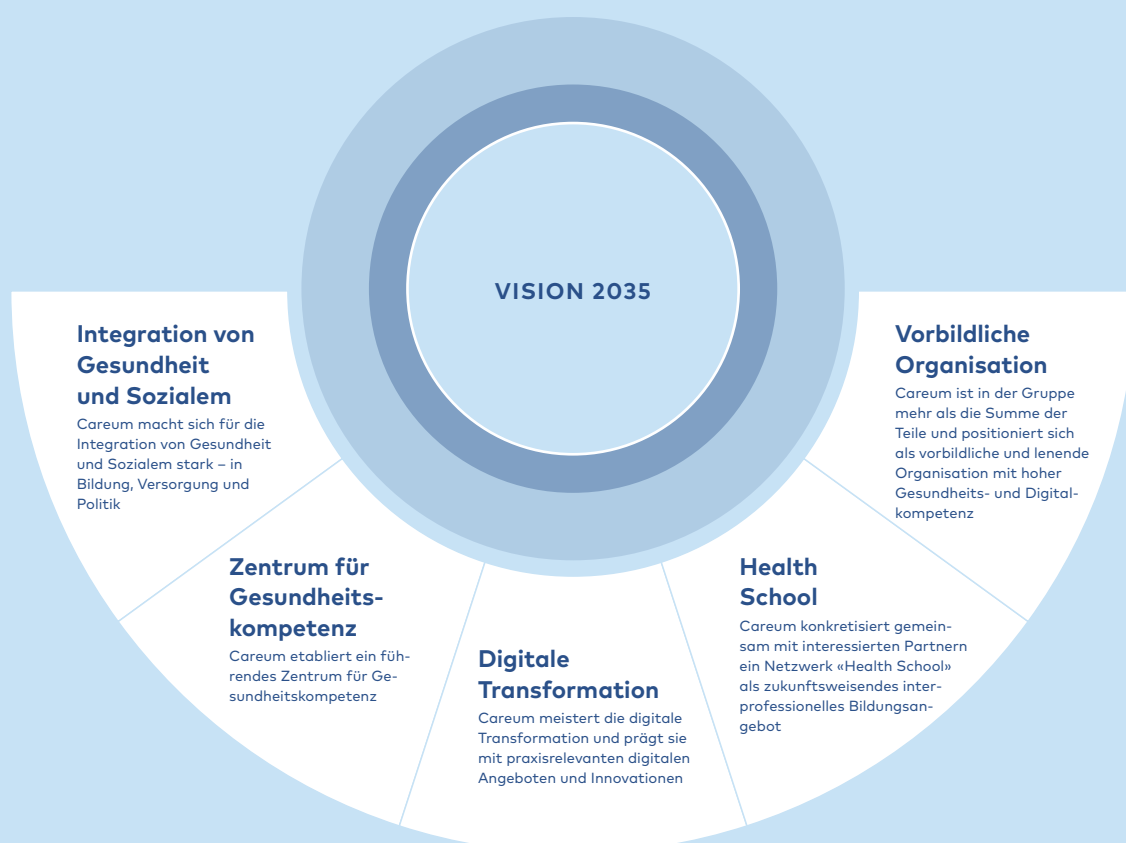 VISION 2035
Integration von
Gesundheit
und Sozialem
Careum macht sich für die
Integration von Gesundheit
und Sozialem stark – in
Bildung, Versorgung und
Politik
Zentrum für
Gesundheits-
kompetenz
Careum etabliert ein füh-
rendes Zentrum für Ge-
sundheitskompetenz
Digitale
Transformation
Careum meistert die digitale
Transformation und prägt sie
mit praxisrelevanten digitalen
Angeboten und Innovationen
Health
School
Careum konkretisiert gemein-
sam mit interessierten Partnern
ein Netzwerk «Health School»
als zukunftsweisendes inter-
professionelles Bildungsan-
gebot
Vorbildliche
Organisation
Careum ist in der Gruppe
mehr als die Summe der
Teile und positioniert sich
als vorbildliche und lenende
Organisation mit hoher
Gesundheits- und Digital-
kompetenz